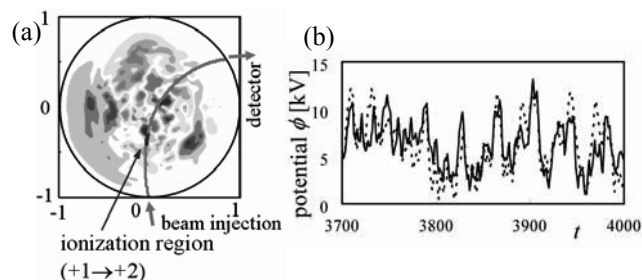 (a)
1
0
-1
-1
0
1
detector
beam injection
ionization region
(+1→+2)
(b)
potential ϕ [kV]
15
10
5
0
3700
3800
3900
t
4000